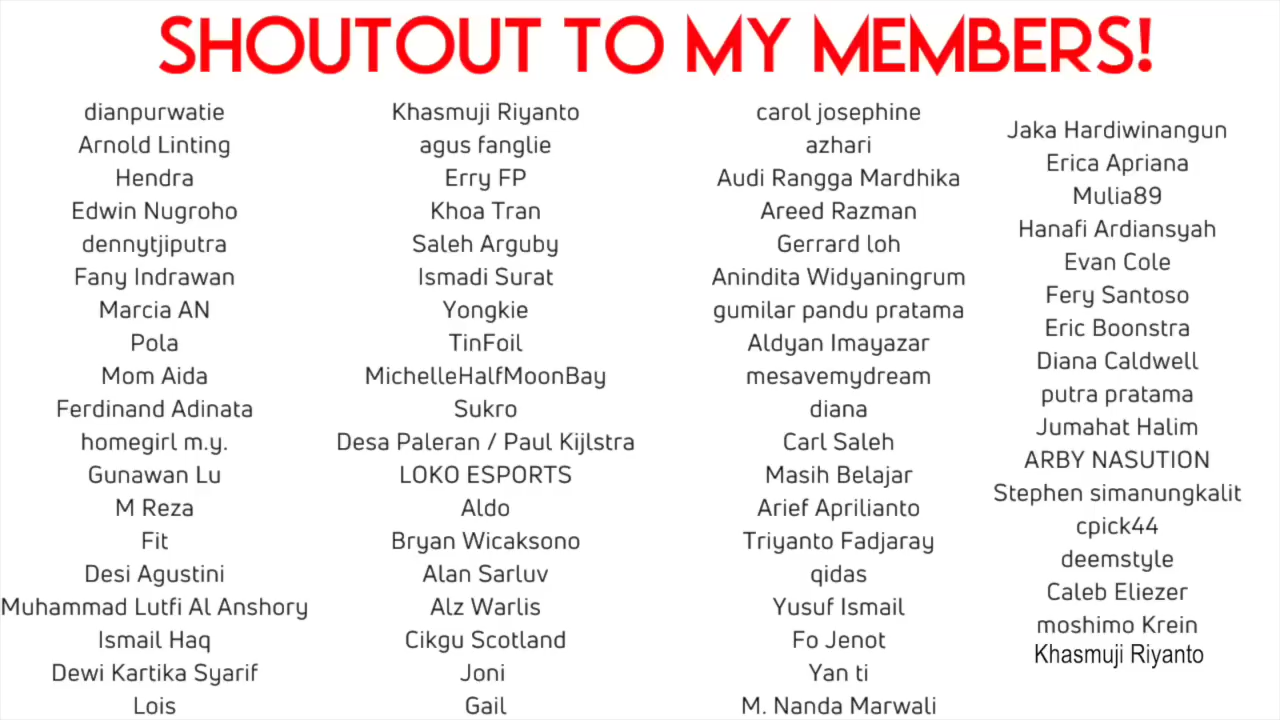 SHOUTOUT TO MY MEMBERS!
dianpurwatie
Arnold Linting
Hendra
Edwin Nugroho
dennytjiputra
Fany Indrawan
Marcia AN
Pola
Mom Aida
Ferdinand Adinata
homegirl m.y.
Gunawan Lu
M Reza
Fit
Desi Agustini
Muhammad Lutfi Al Anshory
Ismail Haq
Dewi Kartika Syarif
Lois
Khasmuji Riyanto
agus fanglie
Erry FP
Khoa Tran
Saleh Arguby
Ismadi Surat
Yongkie
TinFoil
MichelleHalfMoonBay
Sukro
Desa Paleran / Paul Kijlstra
LOKO ESPORTS
Aldo
Bryan Wicaksono
Alan Sarluv
Alz Warlis
Cikgu Scotland
Joni
Gail
carol josephine
azhari
Audi Rangga Mardhika
Areed Razman
Gerrard loh
Anindita Widyaningrum
gumilar pandu pratama
Aldyan Imayazar
mesavemydream
diana
Carl Saleh
Masih Belajar
Arief Aprilianto
Triyanto Fadjaray
qidas
Yusuf Ismail
Fo Jenot
Yan ti
M. Nanda Marwali
Jaka Hardiwinangun
Erica Apriana
Mulia89
Hanafi Ardiansyah
Evan Cole
Fery Santoso
Eric Boonstra
Diana Caldwell
putra pratama
Jumahat Halim
ARBY NASUTION
Stephen simanungkalit
cpick44
deemstyle
Caleb Eliezer
moshimo Krein
Khasmuji Riyanto